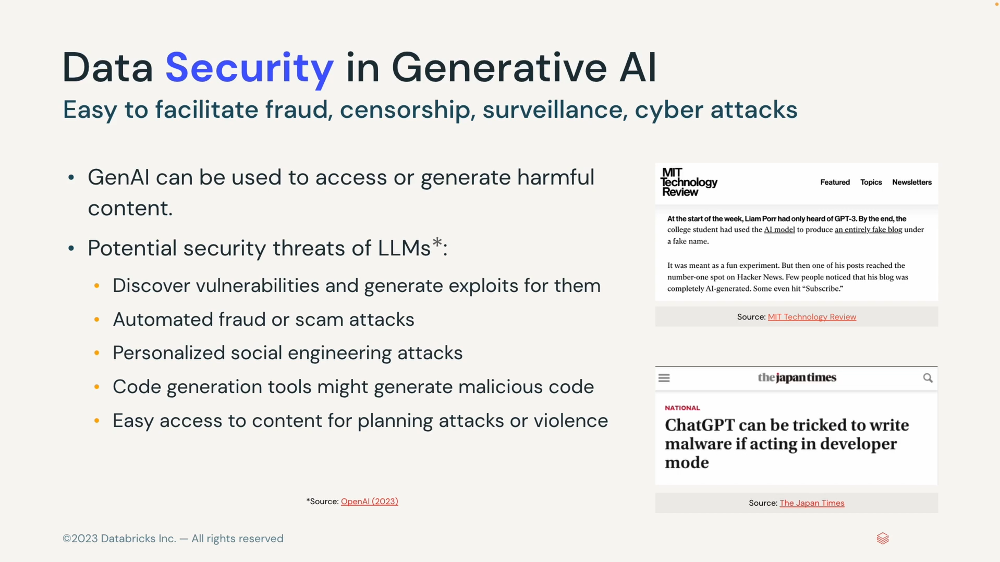 Data Security in Generative AI
Easy to facilitate fraud, censorship, surveillance, cyber attacks
• GenAI can be used to access or generate harmful
content.
• Potential security threats of LLMs*:
• Discover vulnerabilities and generate exploits for them
• Automated fraud or scam attacks
• Personalized social engineering attacks
• Code generation tools might generate malicious code
• Easy access to content for planning attacks or violence
*Source: OpenAI (2023)
MIT
Technology
Review
Featured Topics Newsletters
At the start of the week, Liam Porr had only heard of GPT-3. By the end, the
college student had used the AI model to produce an entirely fake blog under
a fake name.
It was meant as a fun experiment. But then one of his posts reached the
number-one spot on Hacker News. Few people noticed that his blog was
completely AI-generated. Some even hit “Subscribe.”
Source: MIT Technology Review
the japan times
NATIONAL
ChatGPT can be tricked to write
malware if acting in developer
mode
Source: The Japan Times
©2023 Databricks Inc. — All rights reserved